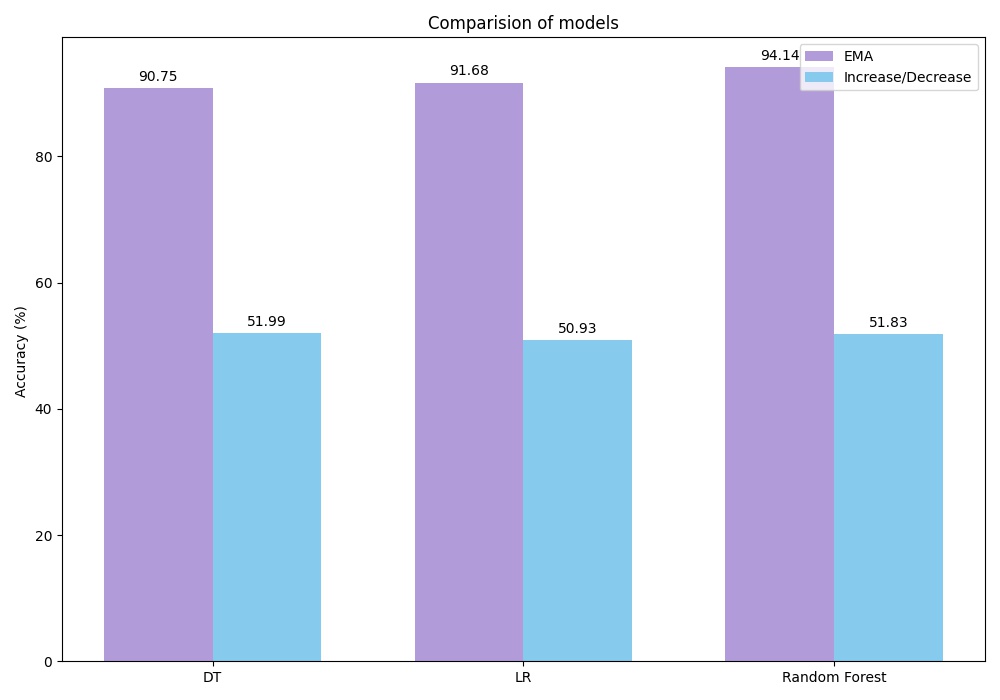 Comparision of models
EMA
Increase/Decrease
90.75
91.68
94.14
51.99
50.93
51.83
Accuracy (%)
80
60
40
20
0
DT
LR
Random Forest